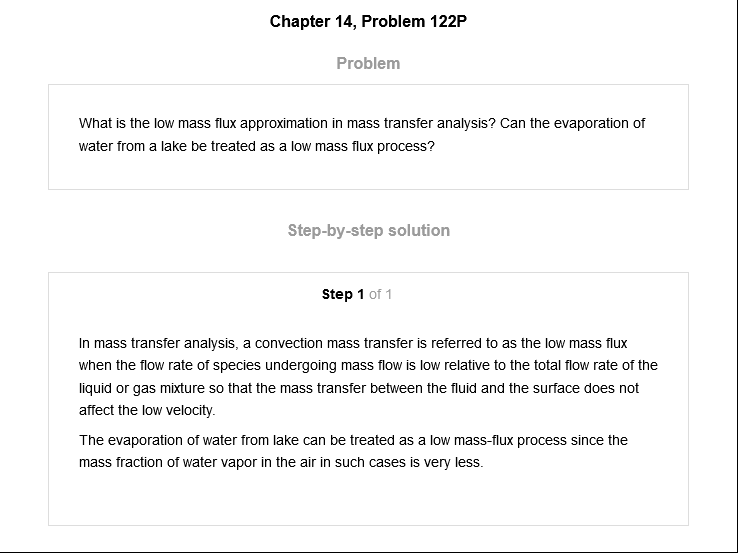 Chapter 14, Problem 122P
Problem
What is the low mass flux approximation in mass transfer analysis? Can the evaporation of
water from a lake be treated as a low mass flux process?
Step-by-step solution
Step 1 of 1
In mass transfer analysis, a convection mass transfer is referred to as the low mass flux
when the flow rate of species undergoing mass flow is low relative to the total flow rate of the
liquid or gas mixture so that the mass transfer between the fluid and the surface does not
affect the low velocity.
The evaporation of water from lake can be treated as a low mass-flux process since the
mass fraction of water vapor in the air in such cases is very less.